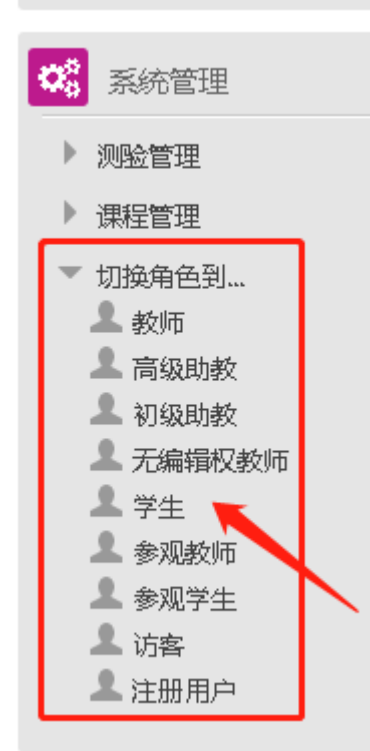 系统管理
测验管理
课程管理
切换角色到...
教师
高级助教
初级助教
无编辑权教师
学生
参观教师
参观学生
访客
注册用户